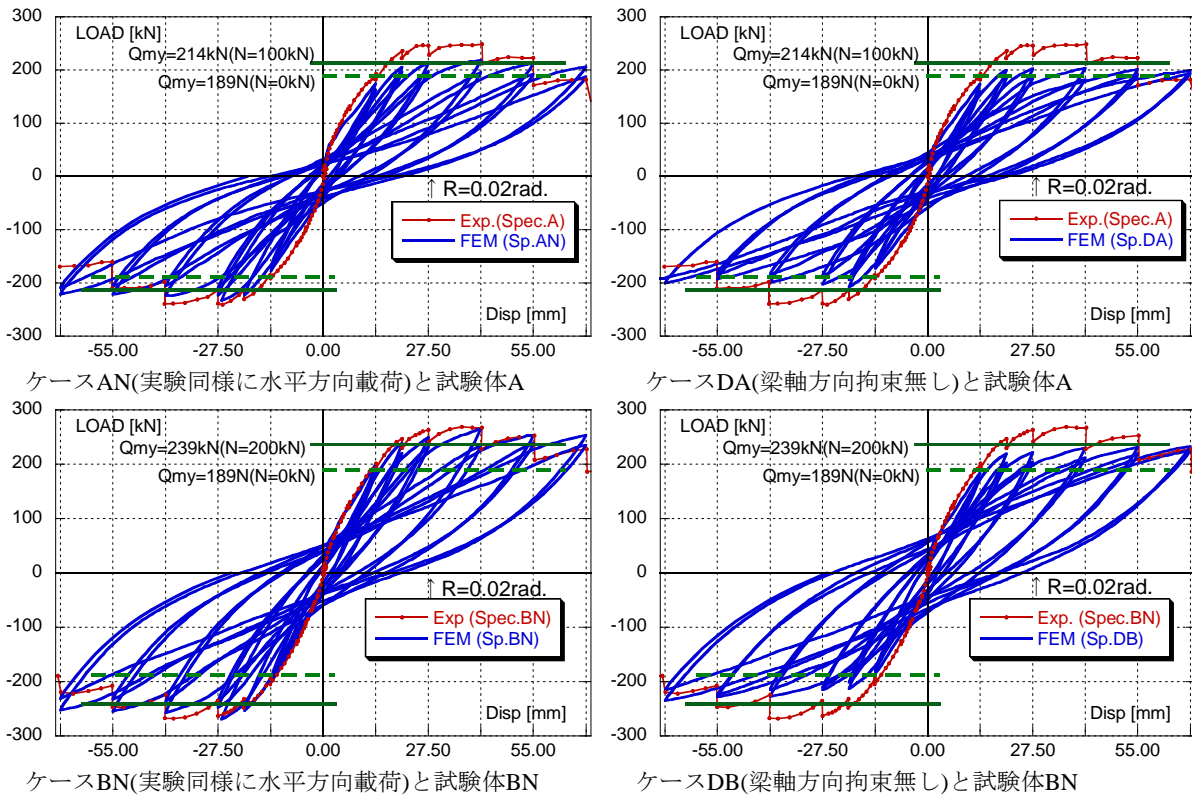 300
LOAD [kN]
Qmy=214kN(N=100kN)
200
Qmy=189N(N=0kN)
100
0
↑ R=0.02rad.
Exp.(Spec.A)
-100
FEM (Sp.AN)
-200
Disp [mm]
-300
-55.00 -27.50 0.00 27.50 55.00
ケースAN(実験同様に水平方向載荷)と試験体A
300
LOAD [kN]
Qmy=214kN(N=100kN)
200
Qmy=189N(N=0kN)
100
0
↑ R=0.02rad.
Exp.(Spec.A)
-100
FEM (Sp.DA)
-200
Disp [mm]
-300
-55.00 -27.50 0.00 27.50 55.00
ケースDA(梁軸方向拘束無し)と試験体A
300
LOAD [kN]
Qmy=239kN(N=200kN)
200
Qmy=189N(N=0kN)
100
0
↑ R=0.02rad.
Exp (Spec.BN)
-100
FEM (Sp.BN)
-200
Disp [mm]
-300
-55.00 -27.50 0.00 27.50 55.00
ケースBN(実験同様に水平方向載荷)と試験体BN
300
LOAD [kN]
Qmy=239kN(N=200kN)
200
Qmy=189N(N=0kN)
100
0
↑ R=0.02rad.
Exp. (Spec.BN)
-100
FEM (Sp.DB)
-200
Disp [mm]
-300
-55.00 -27.50 0.00 27.50 55.00
ケースDB(梁軸方向拘束無し)と試験体BN